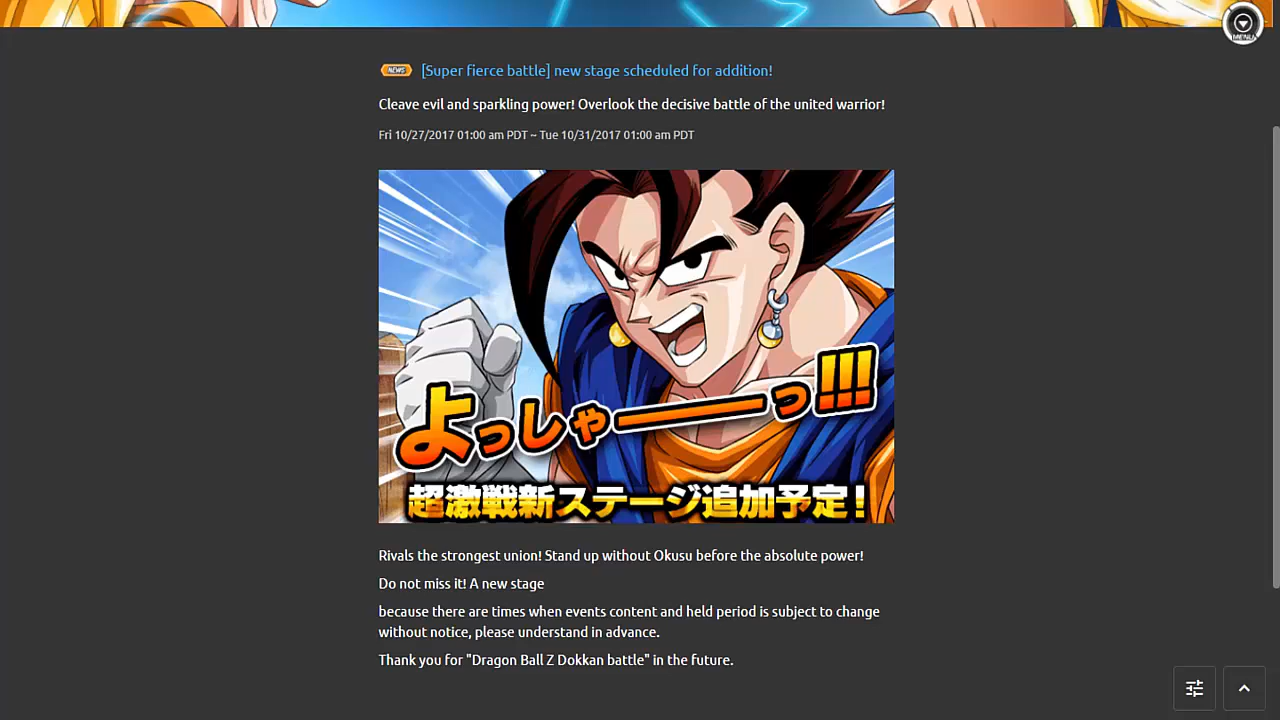 MENU
NEWS [Super fierce battle] new stage scheduled for addition!
Cleave evil and sparkling power! Overlook the decisive battle of the united warrior!
Fri 10/27/2017 01:00 am PDT ~ Tue 10/31/2017 01:00 am PDT
よっしゃーーっ!!!
超激戦新ステージ追加予定!
Rivals the strongest union! Stand up without Okusu before the absolute power!
Do not miss it! A new stage
because there are times when events content and held period is subject to change
without notice, please understand in advance.
Thank you for "Dragon Ball Z Dokkan battle" in the future.